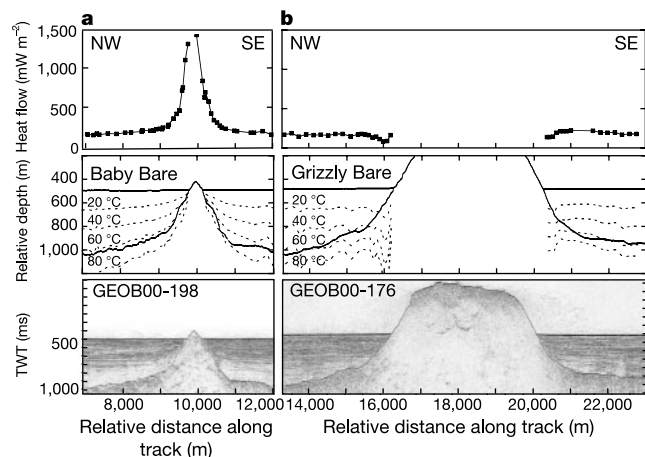 a
b
NW SE
NW SE
Heat flow (mW m⁻²)
1,500
1,000
500
0
Baby Bare
Grizzly Bare
Relative depth (m)
400
600
800
1,000
20 °C
40 °C
60 °C
80 °C
20 °C
40 °C
60 °C
80 °C
GEOB00-198
GEOB00-176
TWT (ms)
500
1,000
8,000 10,000 12,000
14,000 16,000 18,000 20,000 22,000
Relative distance along
track (m)
Relative distance along track (m)